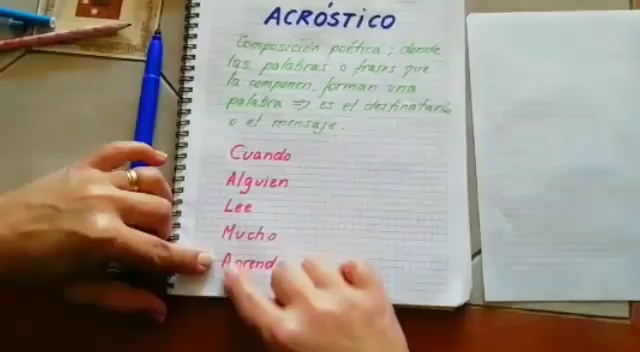 ACRÓSTICO
Composición poética; donde
las palabras o frases que
la componen, forman una
palabra => es el destinatario
o el mensaje.
Cuando
Alguien
Lee
Mucho